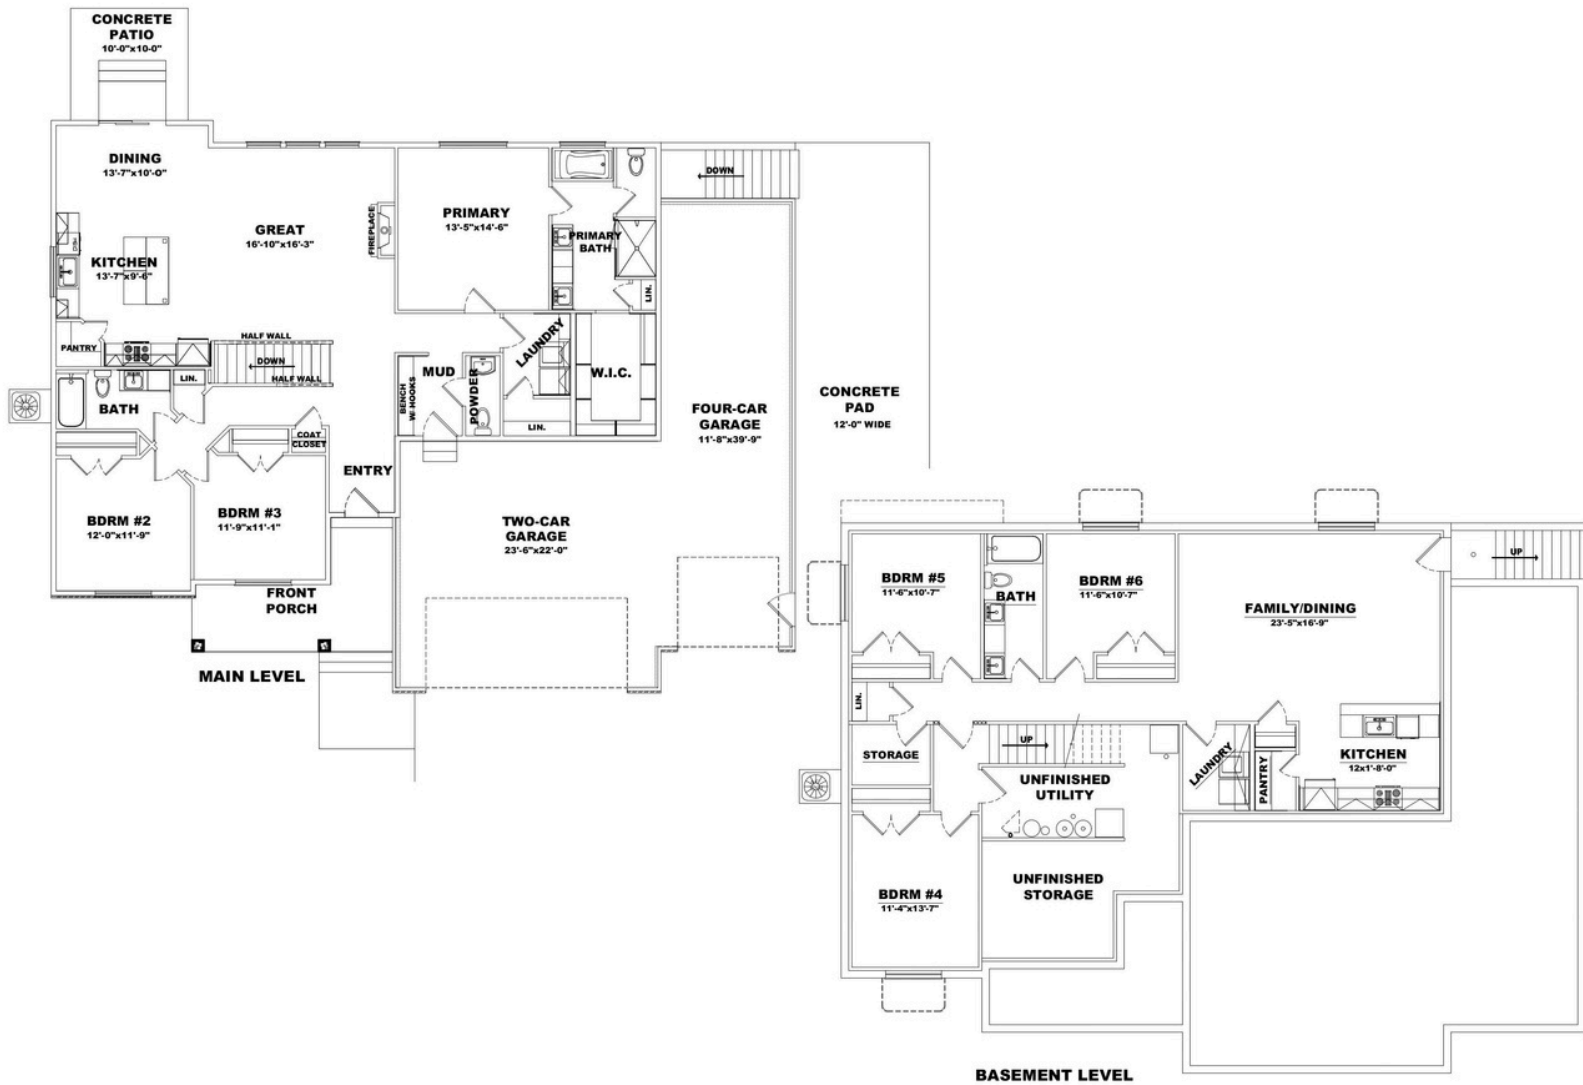 CONCRETE
PATIO
10'-0"x10-0"
DINING
13'-7"x10'-0"
GREAT
16'-10"x16'-3"
FIREPLACE
PRIMARY
13'-5"x14'-6"
PRIMARY
BATH
LIN.
DOWN
KITCHEN
13'-7"x9'-6"
PANTRY
HALF WALL
DOWN
HALF WALL
LIN.
BATH
COAT
CLOSET
MUD
BENCH
W/ HOOKS
POWDER
LAUNDRY
LIN.
W.I.C.
FOUR-CAR
GARAGE
11'-8"x39'-9"
CONCRETE
PAD
12'-0" WIDE
ENTRY
BDRM #2
12'-0"x11'-9"
BDRM #3
11'-9"x11'-1"
TWO-CAR
GARAGE
23'-6"x22'-0"
FRONT
PORCH
MAIN LEVEL
BDRM #5
11'-6"x10'-7"
BATH
BDRM #6
11'-6"x10'-7"
FAMILY/DINING
23'-5"x16'-9"
UP
LIN.
STORAGE
UP
UNFINISHED
UTILITY
LAUNDRY
PANTRY
KITCHEN
12x1'-8'-0"
BDRM #4
11'-4"x13'-7"
UNFINISHED
STORAGE
BASEMENT LEVEL